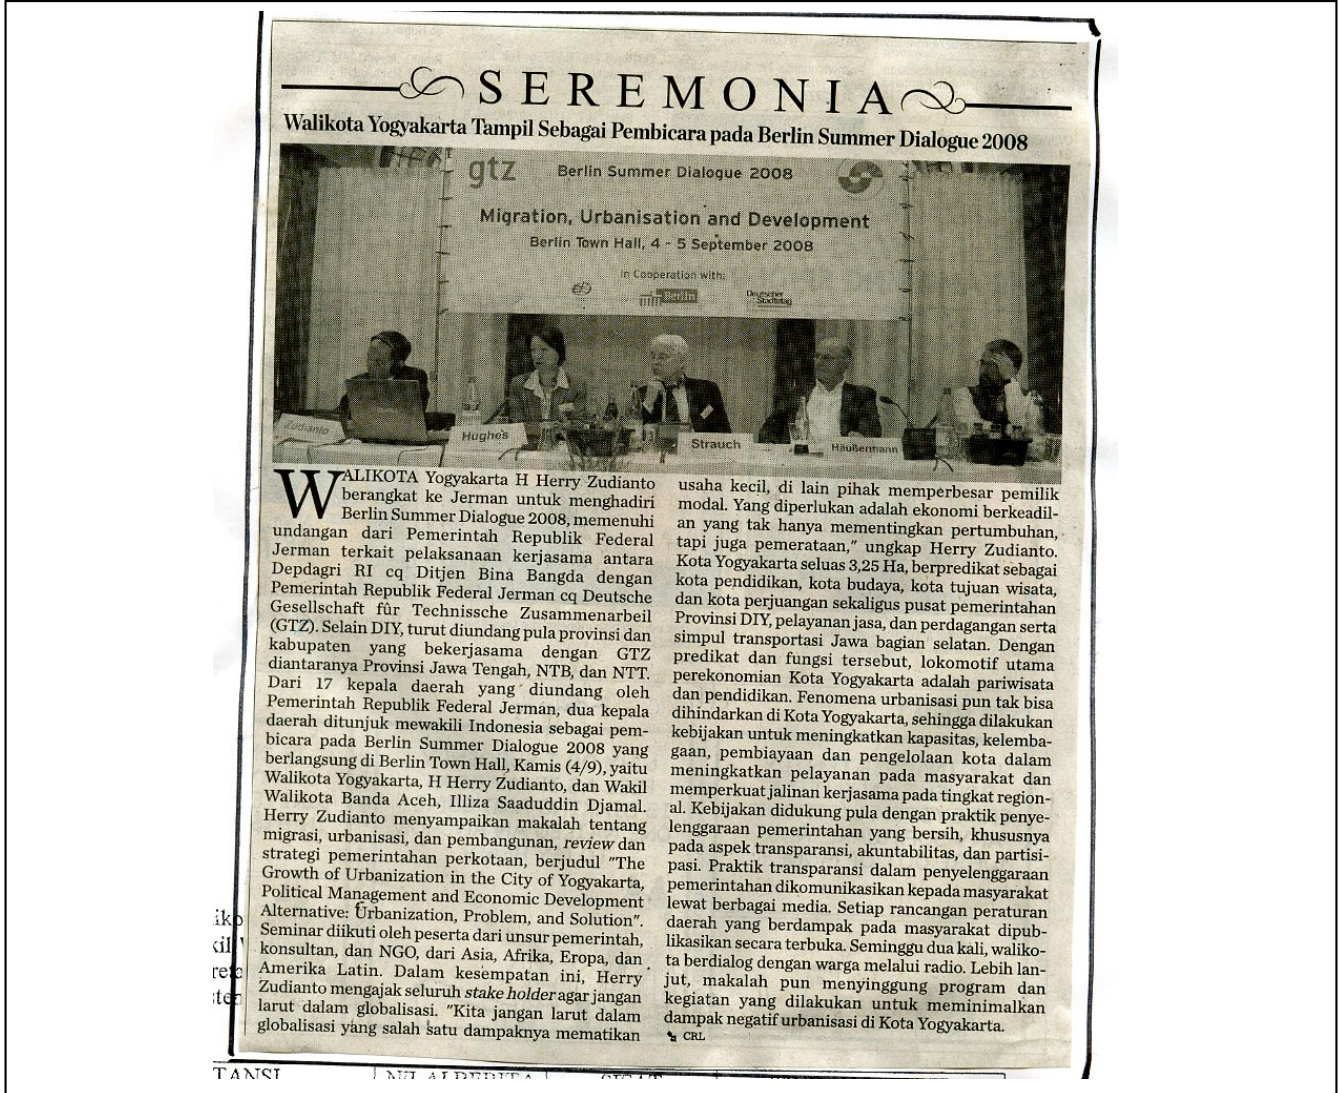 SEREMONIA
Walikota Yogyakarta Tampil Sebagai Pembicara pada Berlin Summer Dialogue 2008
gtz
Berlin Summer Dialogue 2008
Migration, Urbanisation and Development
Berlin Town Hall, 4 - 5 September 2008
In Cooperation with:
Berlin
Deutscher
Städtetag
Zudianto
Hughes
Strauch
Häußermann
WALIKOTA Yogyakarta H Herry Zudianto
berangkat ke Jerman untuk menghadiri
Berlin Summer Dialogue 2008, memenuhi
undangan dari Pemerintah Republik Federal
Jerman terkait pelaksanaan kerjasama antara
Depdagri RI cq Ditjen Bina Bangda dengan
Pemerintah Republik Federal Jerman cq Deutsche
Gesellschaft fûr Technissche Zusammenarbeil
(GTZ). Selain DIY, turut diundang pula provinsi dan
kabupaten yang bekerjasama dengan GTZ
diantaranya Provinsi Jawa Tengah, NTB, dan NTT.
Dari 17 kepala daerah yang diundang oleh
Pemerintah Republik Federal Jerman, dua kepala
daerah ditunjuk mewakili Indonesia sebagai pem-
bicara pada Berlin Summer Dialogue 2008 yang
berlangsung di Berlin Town Hall, Kamis (4/9), yaitu
Walikota Yogyakarta, H Herry Zudianto, dan Wakil
Walikota Banda Aceh, Illiza Saaduddin Djamal.
Herry Zudianto menyampaikan makalah tentang
migrasi, urbanisasi, dan pembangunan, review dan
strategi pemerintahan perkotaan, berjudul "The
Growth of Urbanization in the City of Yogyakarta,
Political Management and Economic Development
Alternative: Urbanization, Problem, and Solution".
Seminar diikuti oleh peserta dari unsur pemerintah,
konsultan, dan NGO, dari Asia, Afrika, Eropa, dan
Amerika Latin. Dalam kesempatan ini, Herry
Zudianto mengajak seluruh stake holder agar jangan
larut dalam globalisasi. "Kita jangan larut dalam
globalisasi yang salah satu dampaknya mematikan
usaha kecil, di lain pihak memperbesar pemilik
modal. Yang diperlukan adalah ekonomi berkeadil-
an yang tak hanya mementingkan pertumbuhan,
tapi juga pemerataan," ungkap Herry Zudianto.
Kota Yogyakarta seluas 3,25 Ha, berpredikat sebagai
kota pendidikan, kota budaya, kota tujuan wisata,
dan kota perjuangan sekaligus pusat pemerintahan
Provinsi DIY, pelayanan jasa, dan perdagangan serta
simpul transportasi Jawa bagian selatan. Dengan
predikat dan fungsi tersebut, lokomotif utama
perekonomian Kota Yogyakarta adalah pariwisata
dan pendidikan. Fenomena urbanisasi pun tak bisa
dihindarkan di Kota Yogyakarta, sehingga dilakukan
kebijakan untuk meningkatkan kapasitas, kelemba-
gaan, pembiayaan dan pengelolaan kota dalam
meningkatkan pelayanan pada masyarakat dan
memperkuat jalinan kerjasama pada tingkat region-
al. Kebijakan didukung pula dengan praktik penye-
lenggaraan pemerintahan yang bersih, khususnya
pada aspek transparansi, akuntabilitas, dan partisi-
pasi. Praktik transparansi dalam penyelenggaraan
pemerintahan dikomunikasikan kepada masyarakat
lewat berbagai media. Setiap rancangan peraturan
daerah yang berdampak pada masyarakat dipub-
likasikan secara terbuka. Seminggu dua kali, waliko-
ta berdialog dengan warga melalui radio. Lebih lan-
jut, makalah pun menyinggung program dan
kegiatan yang dilakukan untuk meminimalkan
dampak negatif urbanisasi di Kota Yogyakarta.
CRL